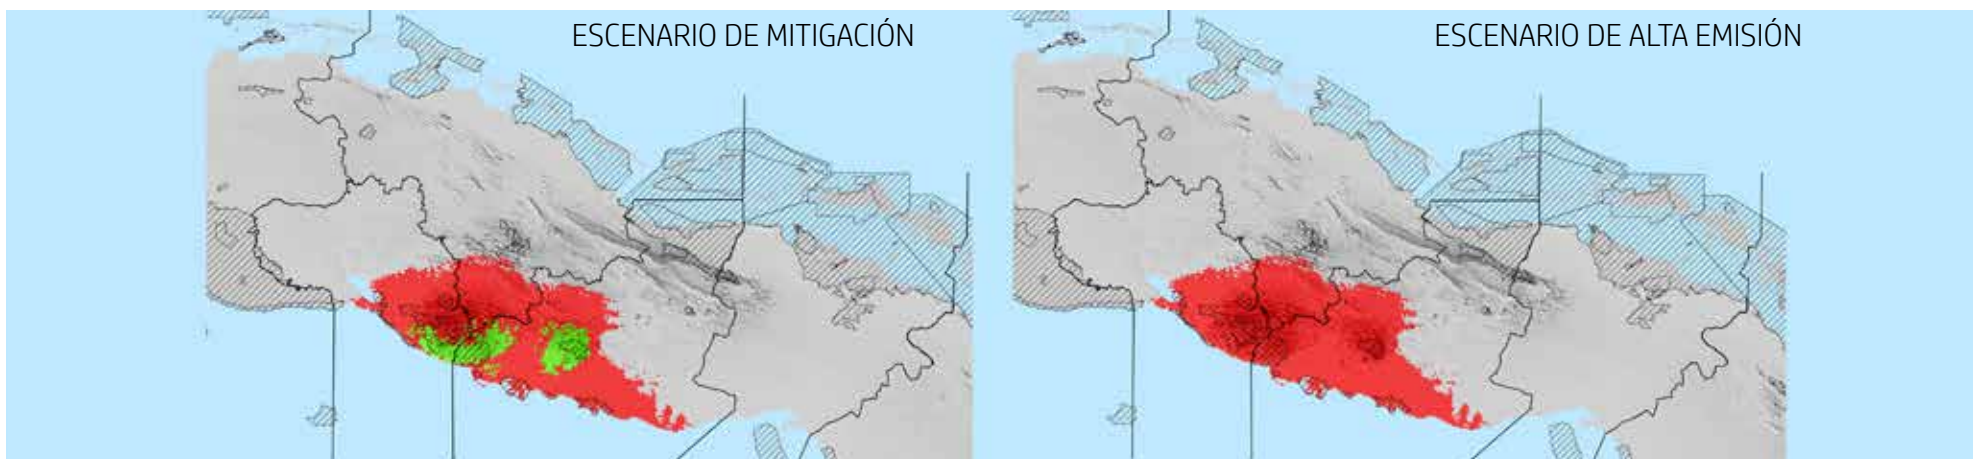 ESCENARIO DE MITIGACIÓN
ESCENARIO DE ALTA EMISIÓN